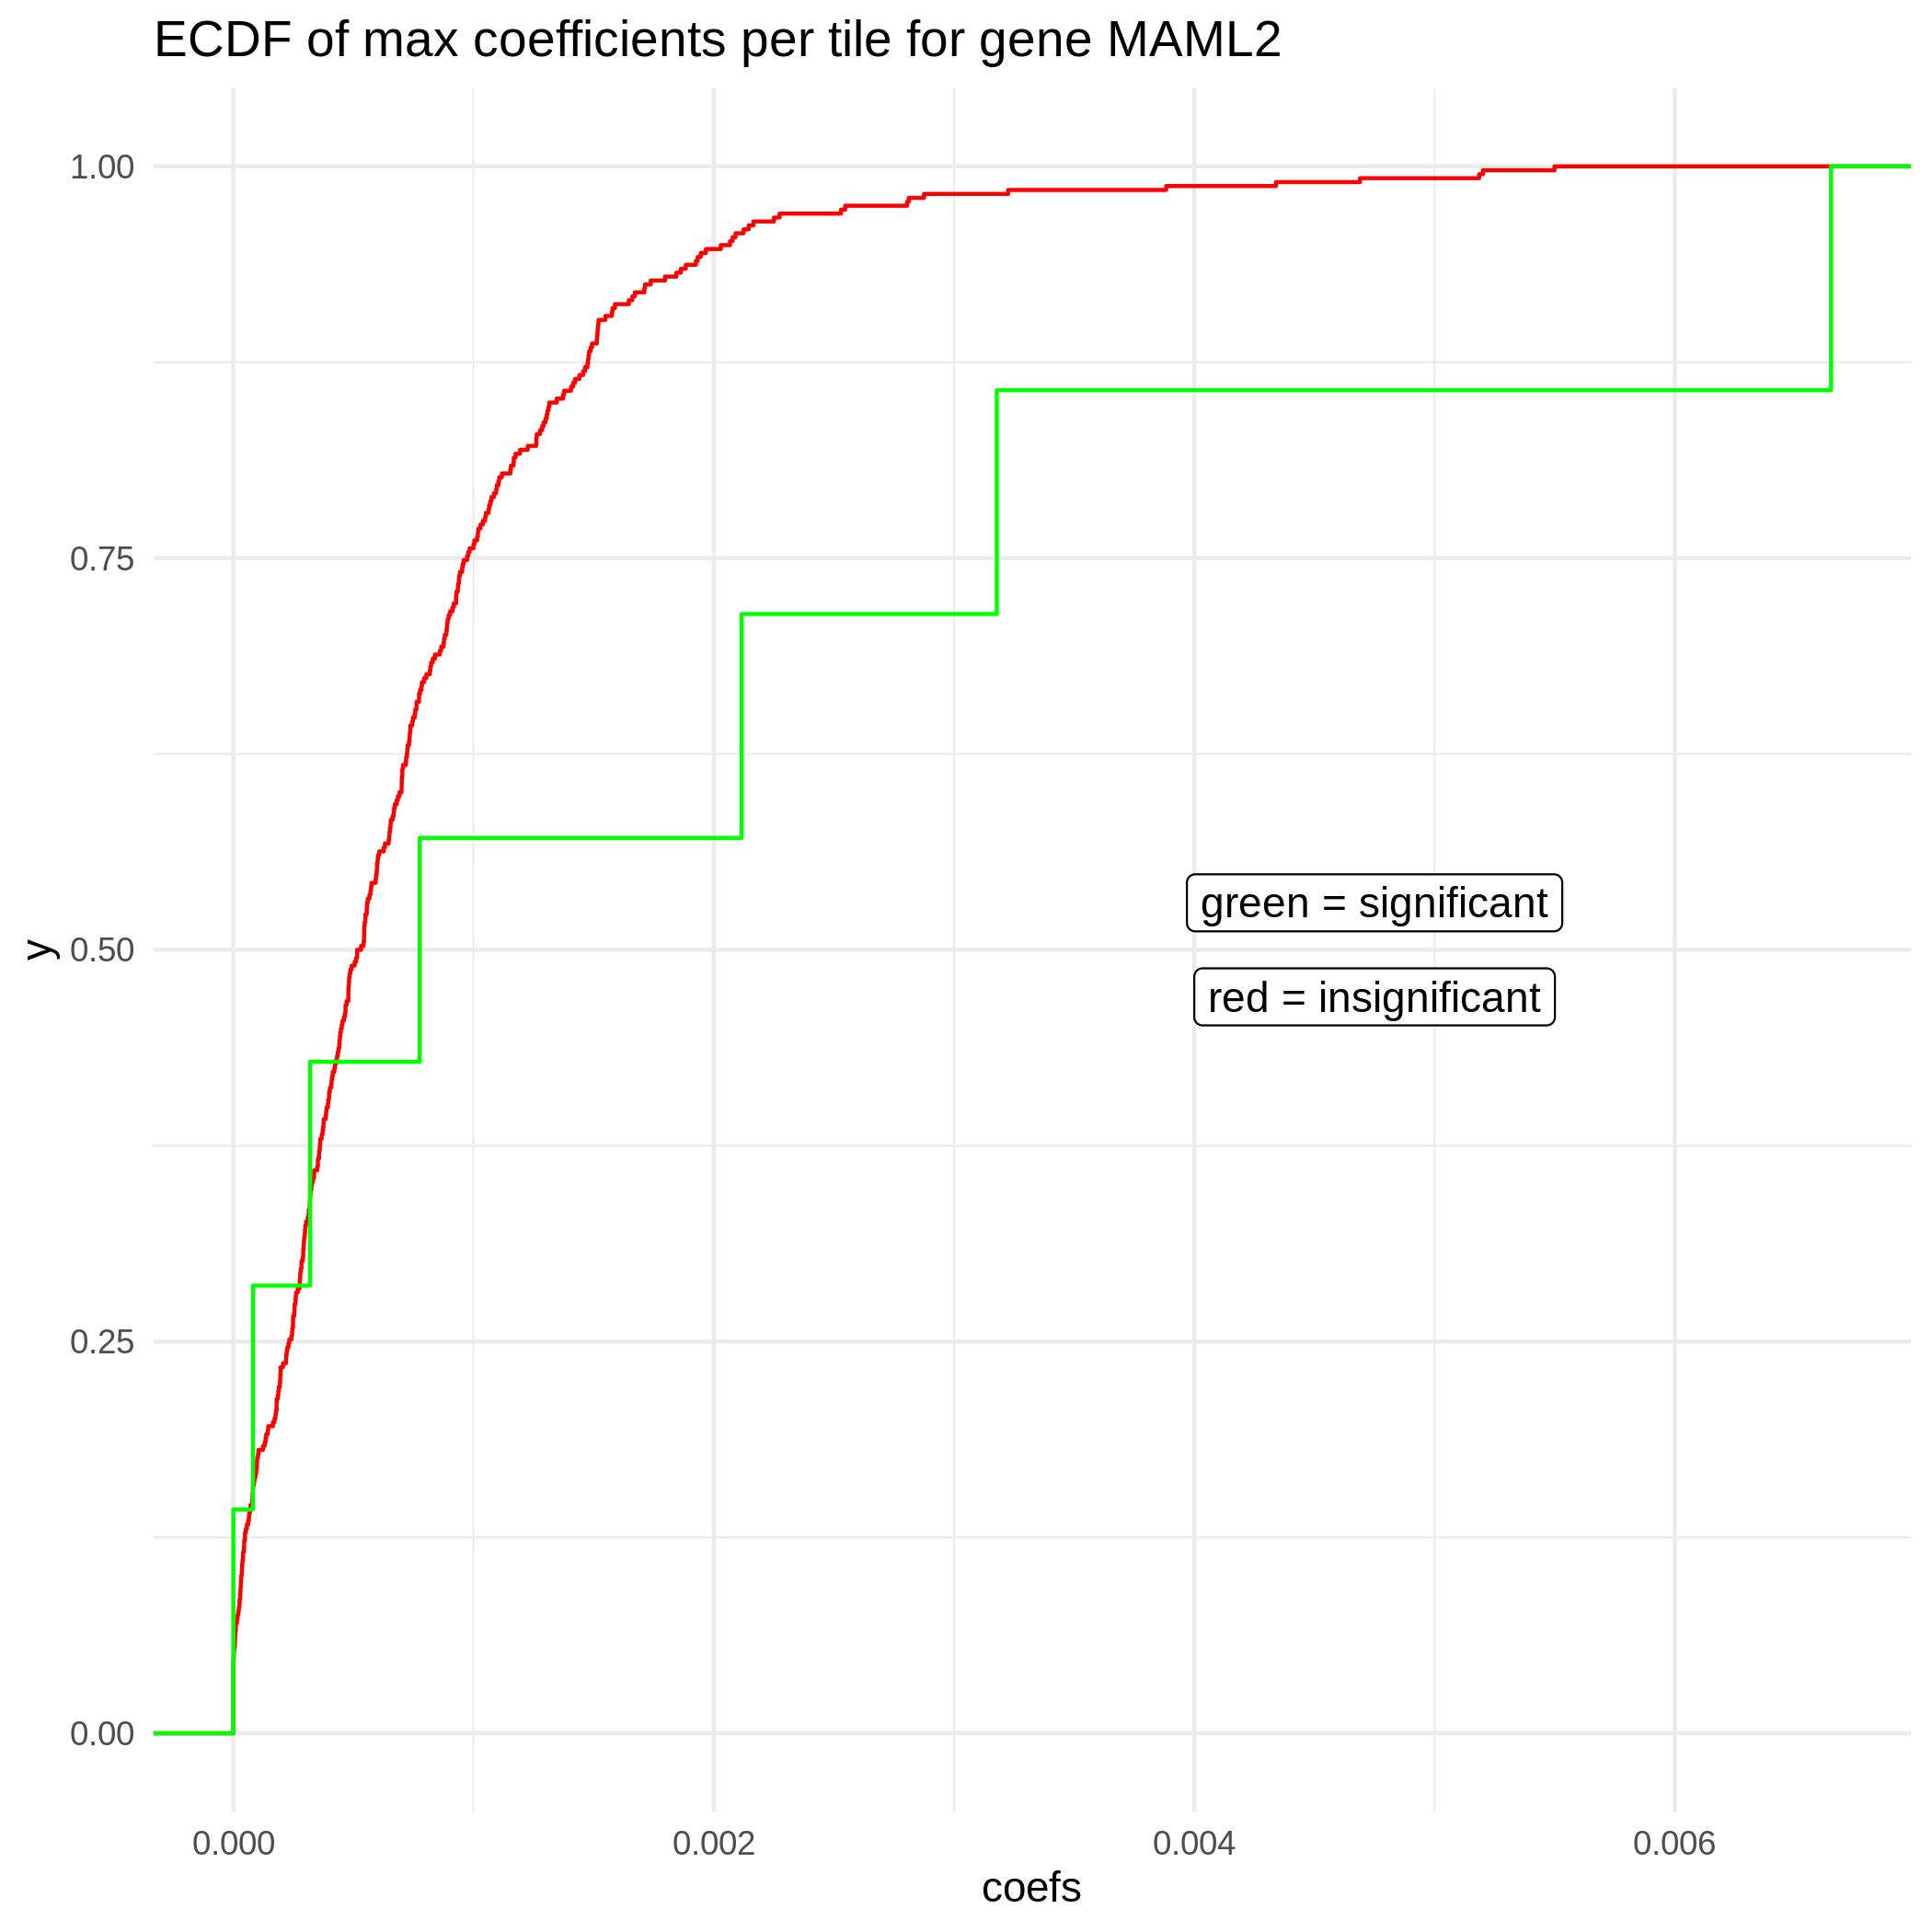 ECDF of max coefficients per tile for gene MAML2
1.00
0.75
0.50
0.25
0.00
y
green = significant
red = insignificant
0.000
0.002
0.004
0.006
coefs